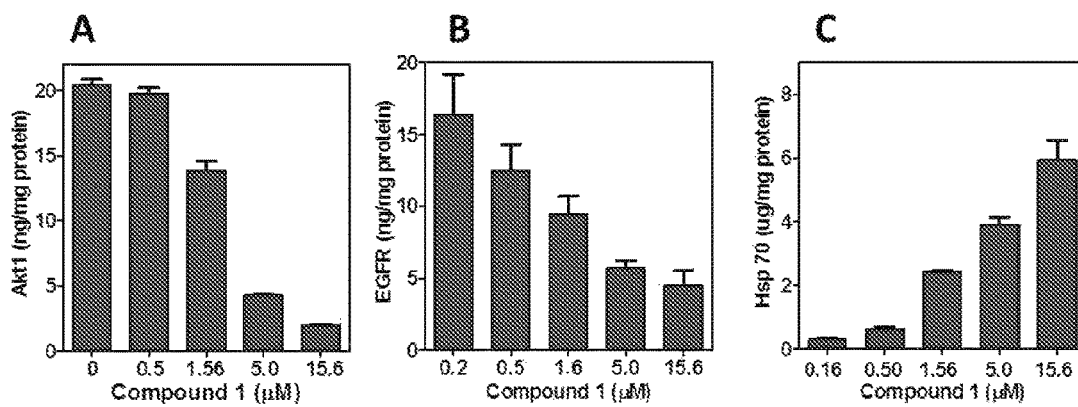 A
Akt1 (ng/mg protein)
20
15
10
5
0
0 0.5 1.56 5.0 15.6
Compound 1 (µM)
B
EGFR (ng/mg protein)
20
15
10
5
0
0.2 0.5 1.6 5.0 15.6
Compound 1 (µM)
C
Hsp 70 (ug/mg protein)
8
6
4
2
0
0.16 0.50 1.56 5.0 15.6
Compound 1 (µM)